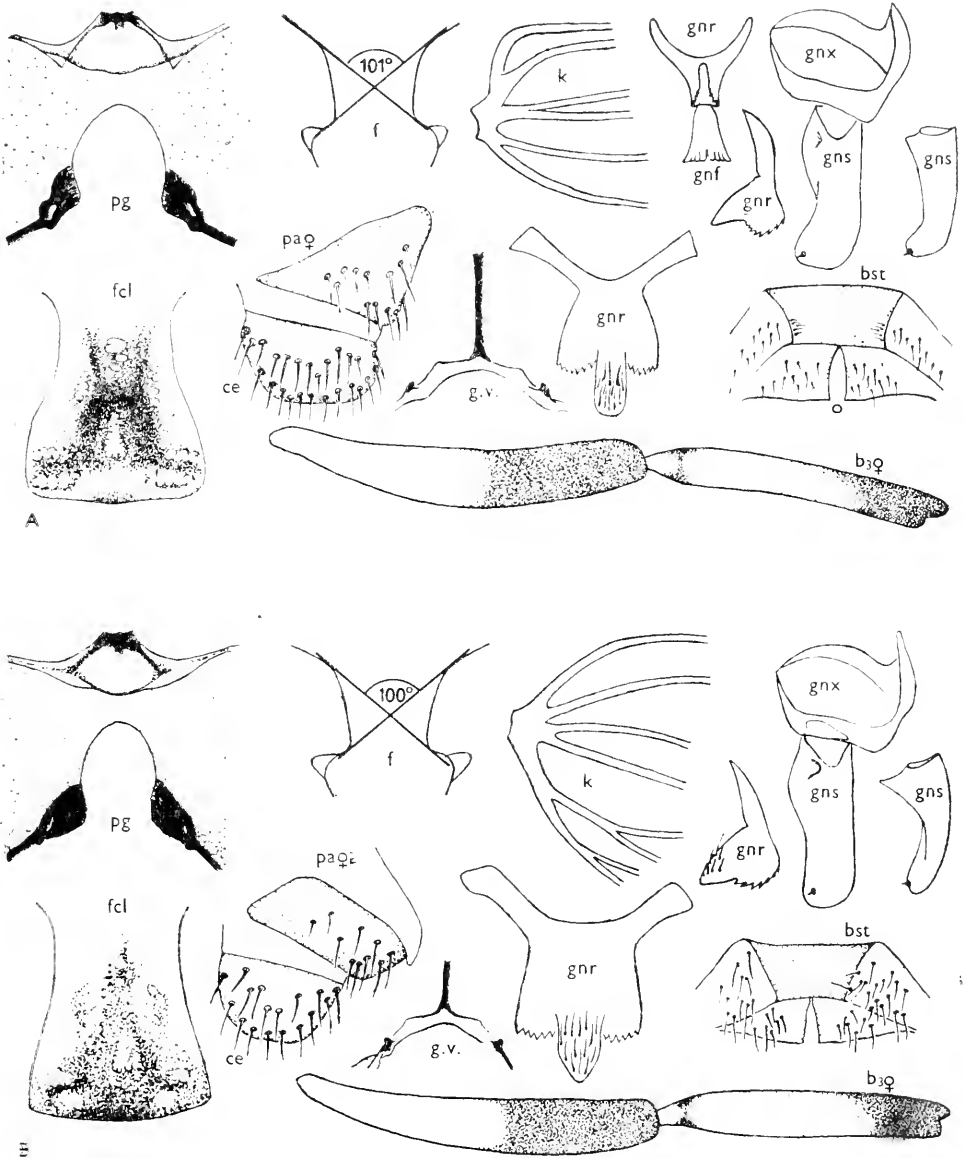 101°
f
k
gnr
gnf
gnx
gnr
gns
gns
pg
pa♀
fcl
ce
g.v.
gnr
bst
b3♀
A
100°
f
k
gnx
gns
gns
gnr
pg
pa♀
fcl
ce
g.v.
gnr
bst
b3♀
B